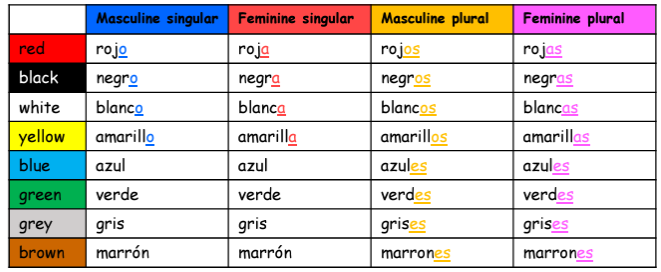 Masculine singular Feminine singular Masculine plural Feminine plural
red rojo roja rojos rojas
black negro negra negros negras
white blanco blanca blancos blancas
yellow amarillo amarilla amarillos amarillas
blue azul azul azules azules
green verde verde verdes verdes
grey gris gris grises grises
brown marrón marrón marrones marrones